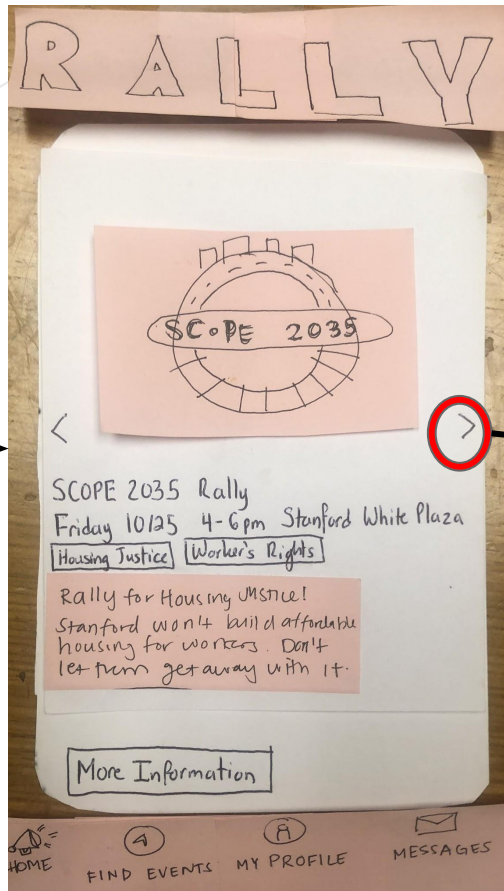 RALLY
SCOPE 2035
< >
SCOPE 2035 Rally
Friday 10/25 4-6pm Stanford White Plaza
Housing Justice Worker's Rights
Rally for Housing Justice!
Stanford won't build affordable
housing for workers. Don't
let them get away with it.
More Information
HOME FIND EVENTS MY PROFILE MESSAGES